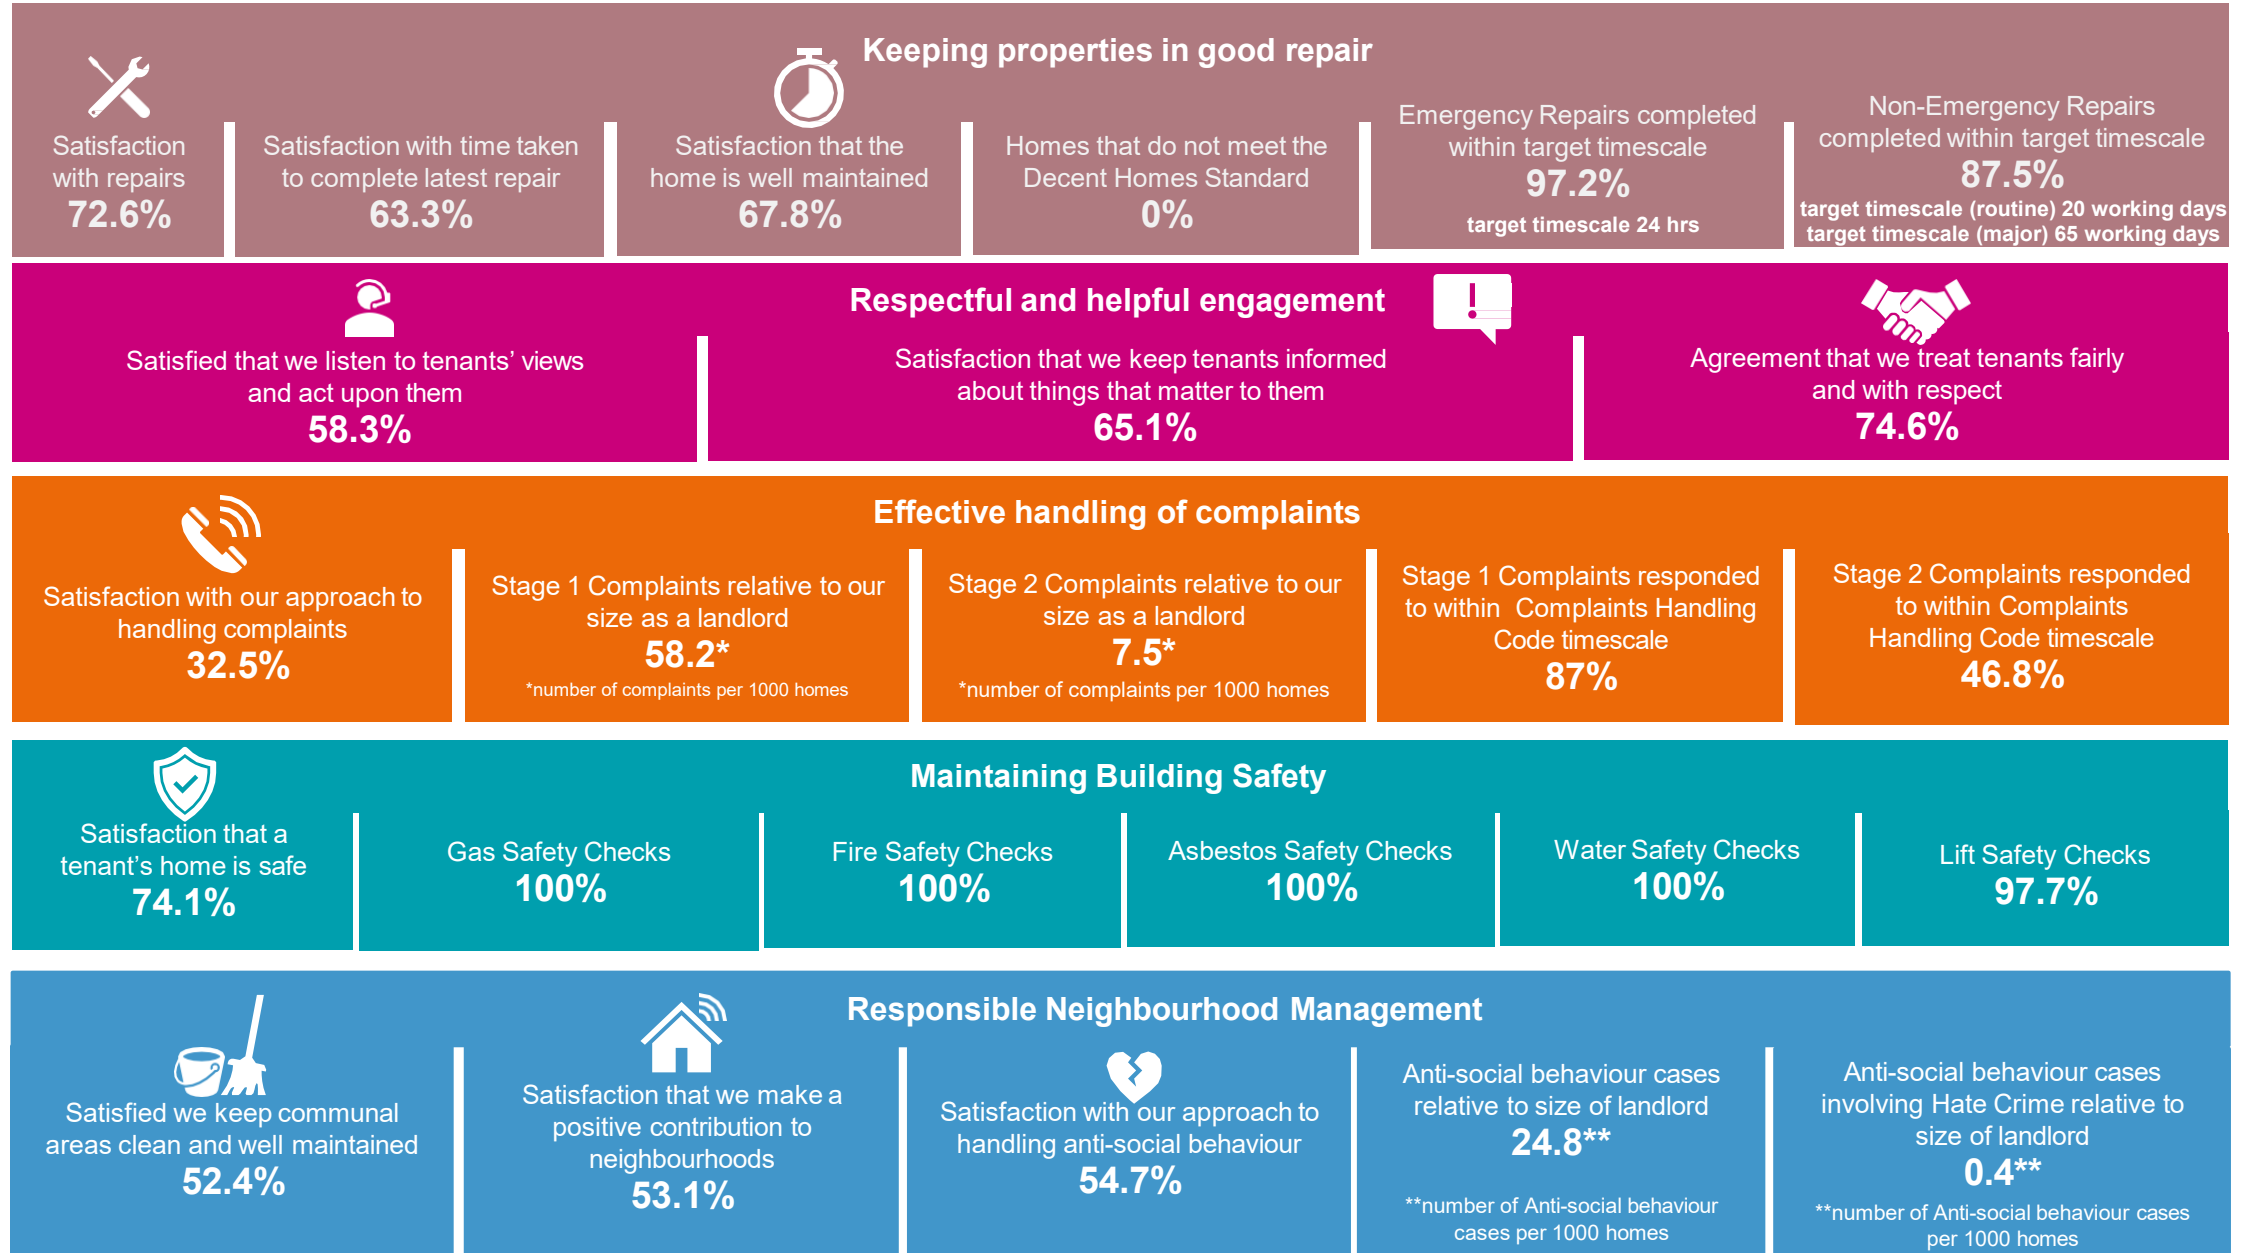 Keeping properties in good repair
Satisfaction
with repairs
72.6%
Satisfaction with time taken
to complete latest repair
63.3%
Satisfaction that the
home is well maintained
67.8%
Homes that do not meet the
Decent Homes Standard
0%
Emergency Repairs completed
within target timescale
97.2%
target timescale 24 hrs
Non-Emergency Repairs
completed within target timescale
87.5%
target timescale (routine) 20 working days
target timescale (major) 65 working days
Respectful and helpful engagement
Satisfied that we listen to tenants' views
and act upon them
58.3%
Satisfaction that we keep tenants informed
about things that matter to them
65.1%
Agreement that we treat tenants fairly
and with respect
74.6%
Effective handling of complaints
Satisfaction with our approach to
handling complaints
32.5%
Stage 1 Complaints relative to our
size as a landlord
58.2*
*number of complaints per 1000 homes
Stage 2 Complaints relative to our
size as a landlord
7.5*
*number of complaints per 1000 homes
Stage 1 Complaints responded
to within Complaints Handling
Code timescale
87%
Stage 2 Complaints responded
to within Complaints
Handling Code timescale
46.8%
Maintaining Building Safety
Satisfaction that a
tenant's home is safe
74.1%
Gas Safety Checks
100%
Fire Safety Checks
100%
Asbestos Safety Checks
100%
Water Safety Checks
100%
Lift Safety Checks
97.7%
Responsible Neighbourhood Management
Satisfied we keep communal
areas clean and well maintained
52.4%
Satisfaction that we make a
positive contribution to
neighbourhoods
53.1%
Satisfaction with our approach to
handling anti-social behaviour
54.7%
Anti-social behaviour cases
relative to size of landlord
24.8**
**number of Anti-social behaviour
cases per 1000 homes
Anti-social behaviour cases
involving Hate Crime relative to
size of landlord
0.4**
**number of Anti-social behaviour cases
per 1000 homes